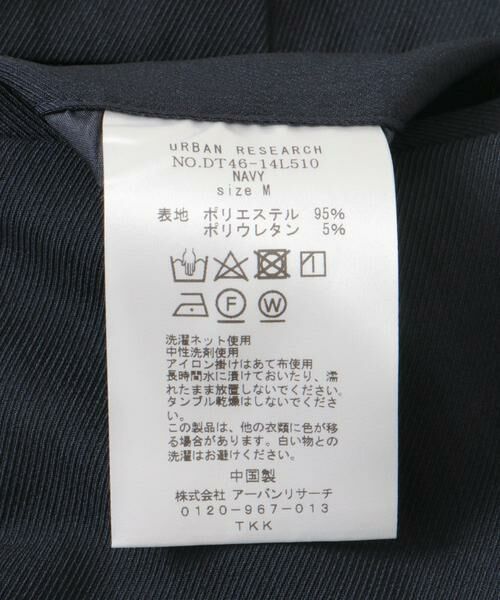 URBAN RESEARCH
NO.DT46-14L510
NAVY
size M
表地 ポリエステル 95%
ポリウレタン 5%
F W
洗濯ネット使用
中性洗剤使用
アイロン掛けはあて布使用
長時間水に漬けておいたり、濡
れたまま放置しないでください。
タンブル乾燥はしないでくださ
い。
この製品は、他の衣類に色が移
る場合があります。白い物との
洗濯はお避けください。
中国製
株式会社 アーバンリサーチ
0120-967-013
TKK